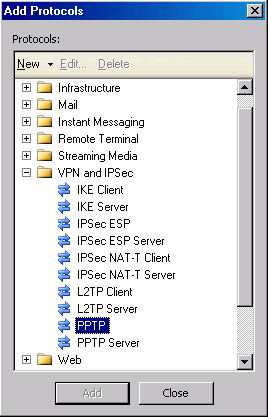 Add Protocols
Protocols:
New Edit... Delete
Infrastructure
Mail
Instant Messaging
Remote Terminal
Streaming Media
VPN and IPSec
IKE Client
IKE Server
IPSec ESP
IPSec ESP Server
IPSec NAT-T Client
IPSec NAT-T Server
L2TP Client
L2TP Server
PPTP
PPTP Server
Web
Add Close